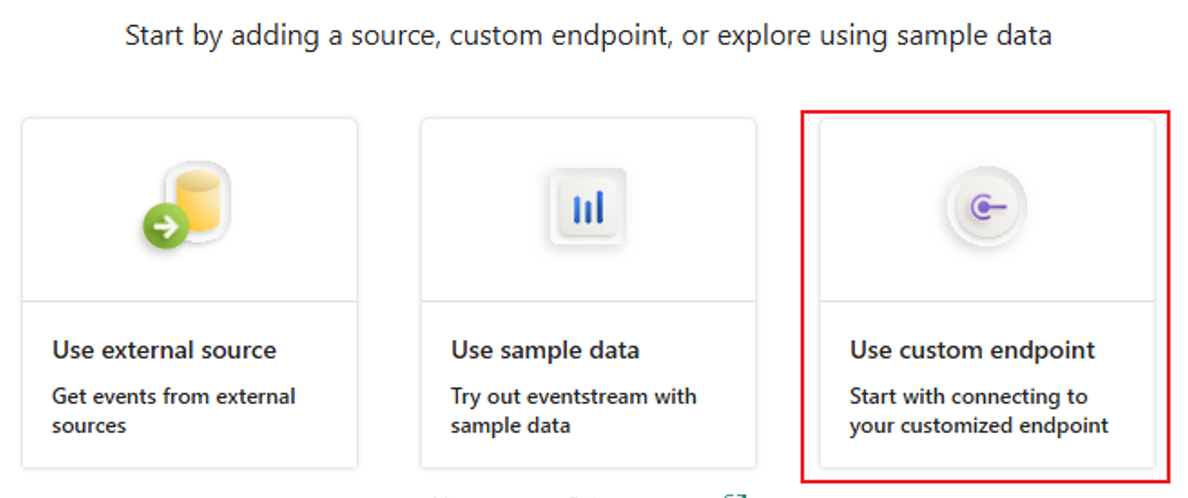 Start by adding a source, custom endpoint, or explore using sample data
Use external source
Get events from external
sources
Use sample data
Try out eventstream with
sample data
Use custom endpoint
Start with connecting to
your customized endpoint